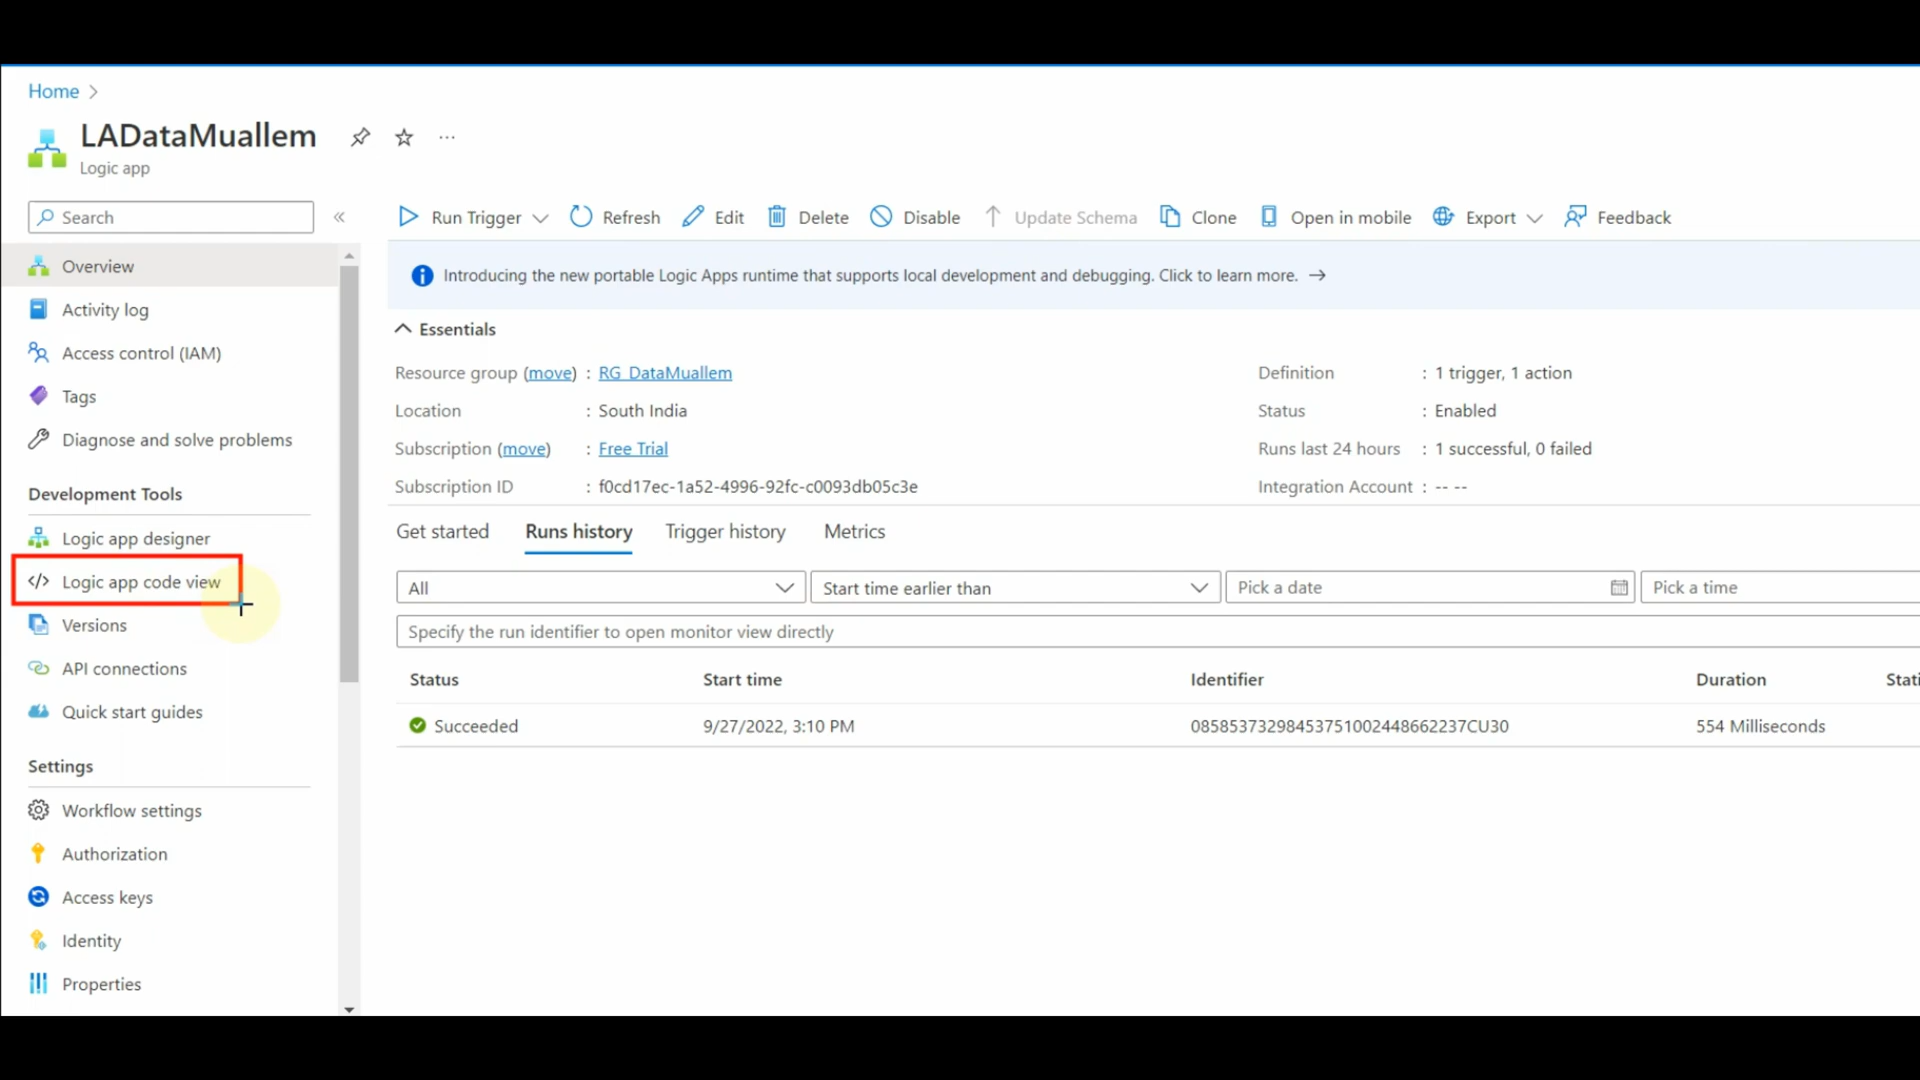 Home
LADataMuallem
Logic app
Search
Run Trigger Refresh Edit Delete Disable Update Schema Clone Open in mobile Export Feedback
Overview
Activity log
Access control (IAM)
Tags
Diagnose and solve problems
Development Tools
Logic app designer
</> Logic app code view
Versions
API connections
Quick start guides
Settings
Workflow settings
Authorization
Access keys
Identity
Properties
Introducing the new portable Logic Apps runtime that supports local development and debugging. Click to learn more. →
Essentials
Resource group (move) : RG_DataMuallem
Location : South India
Subscription (move) : Free Trial
Subscription ID : f0cd17ec-1a52-4996-92fc-c0093db05c3e
Definition : 1 trigger, 1 action
Status : Enabled
Runs last 24 hours : 1 successful, 0 failed
Integration Account : -- --
Get started Runs history Trigger history Metrics
All Start time earlier than Pick a date Pick a time
Specify the run identifier to open monitor view directly
Status Start time Identifier Duration Stati
Succeeded 9/27/2022, 3:10 PM 08585373298453751002448662237CU30 554 Milliseconds